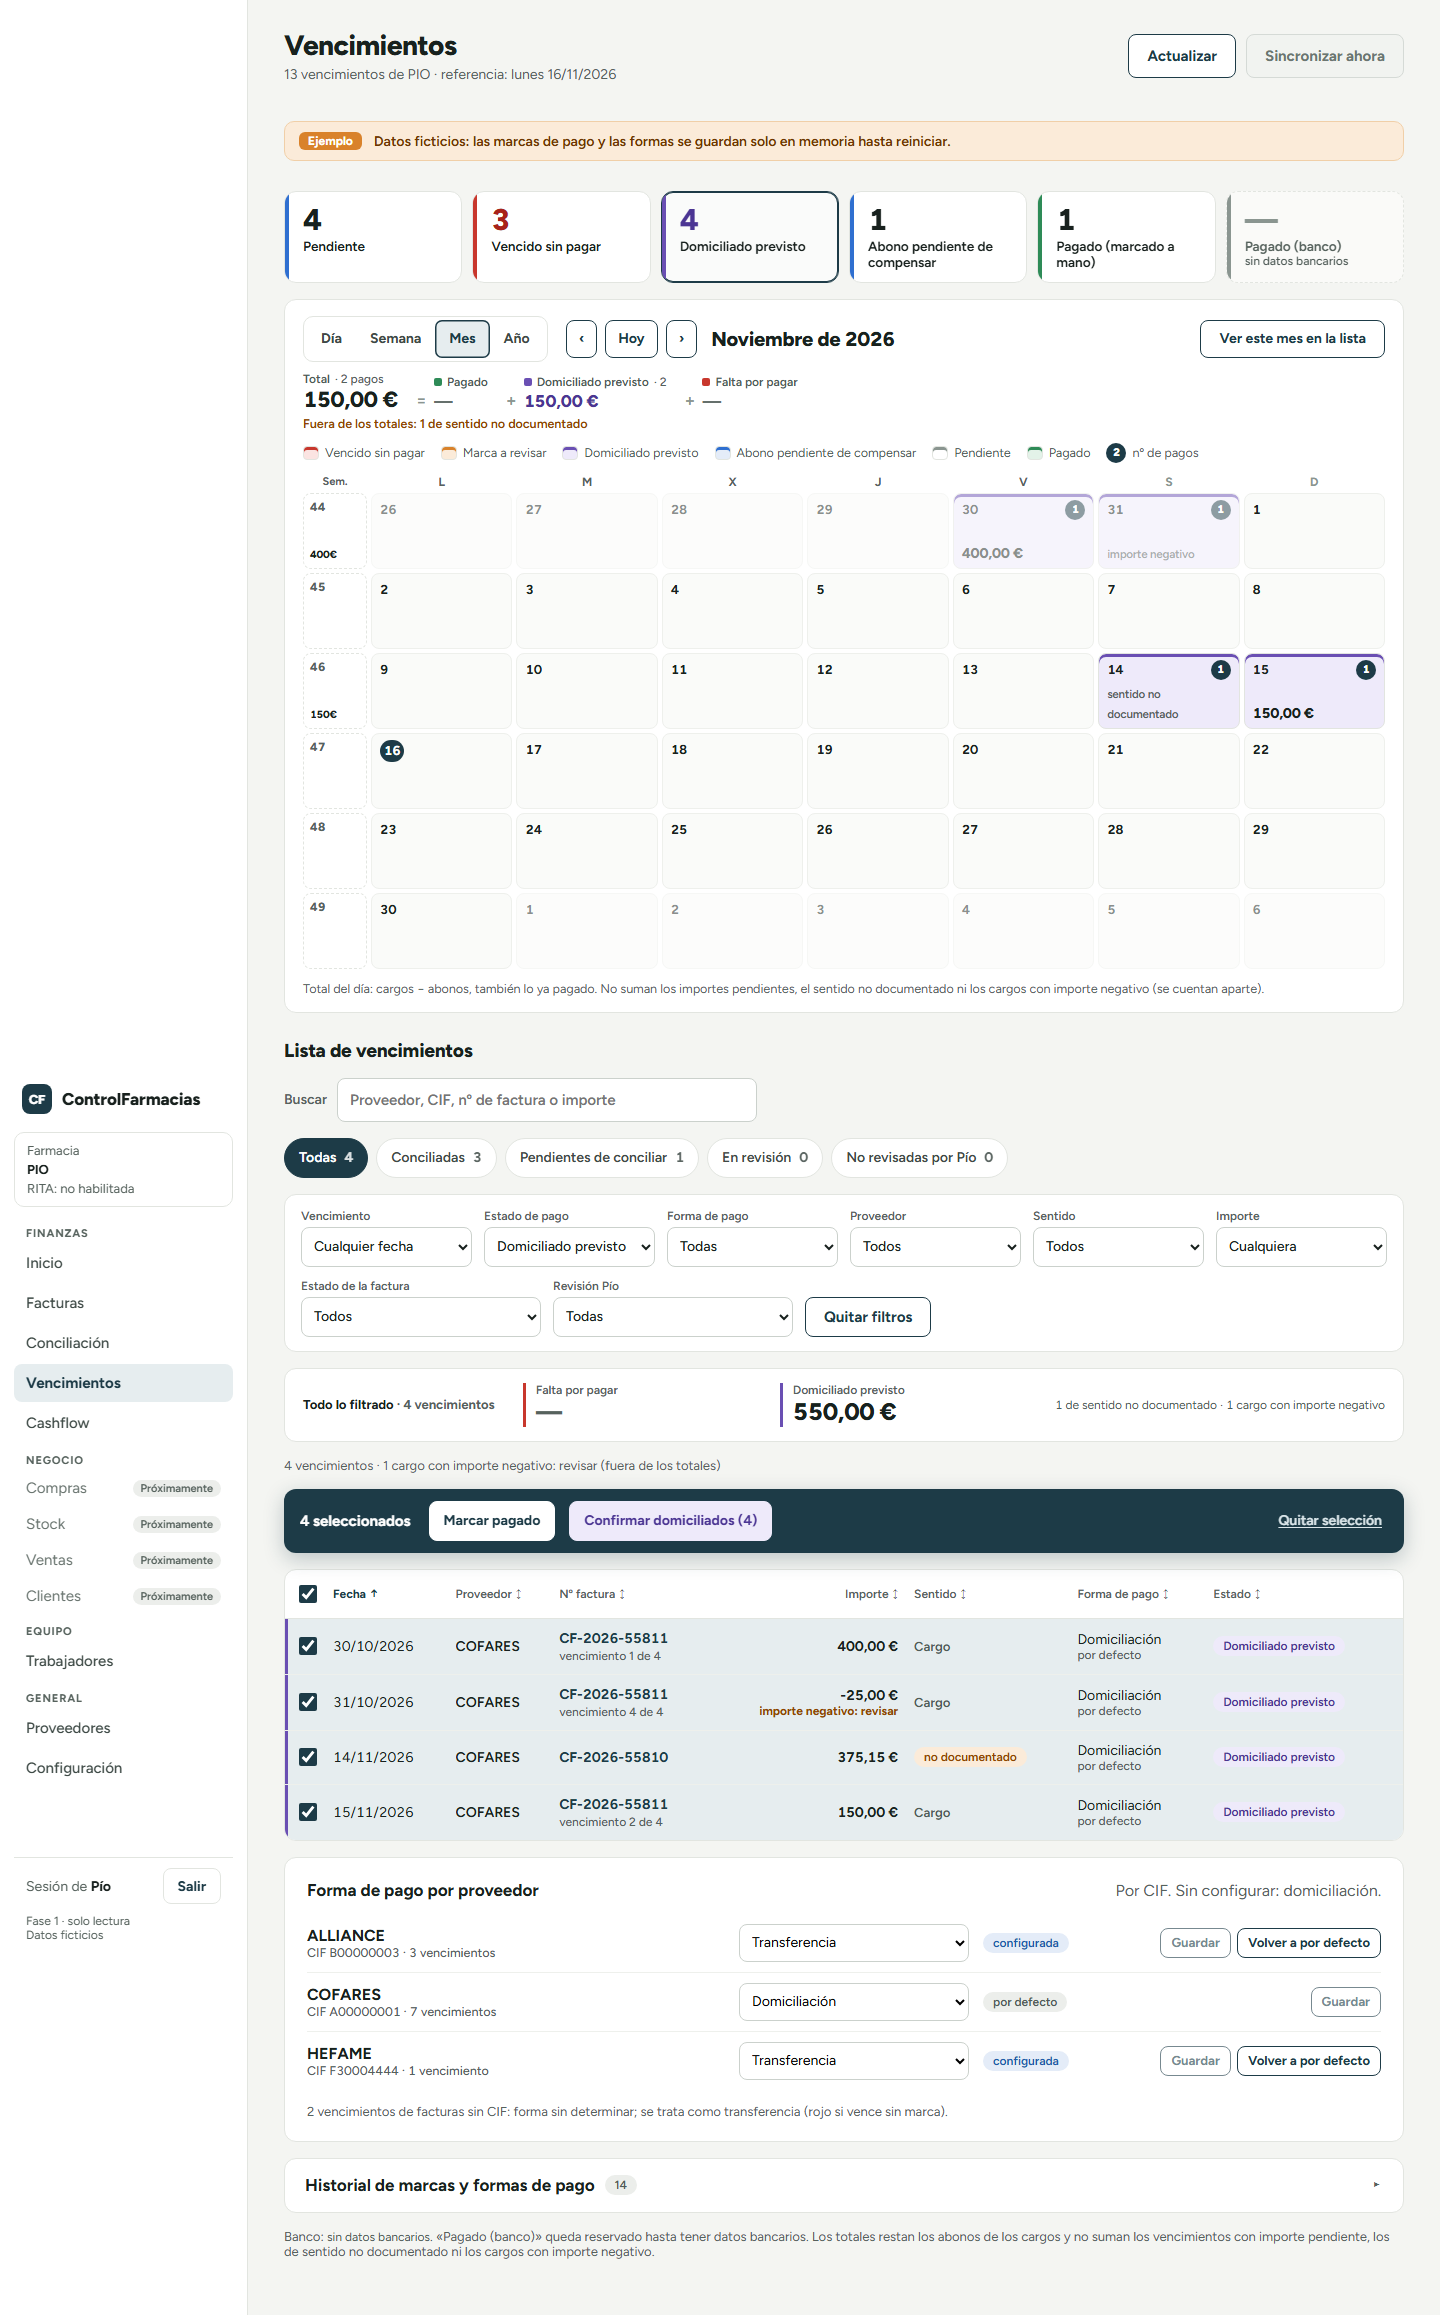 Vencimientos
13 vencimientos de PIO · referencia: lunes 16/11/2026
Actualizar
Sincronizar ahora
Ejemplo
Datos ficticios: las marcas de pago y las formas se guardan solo en memoria hasta reiniciar.
4
Pendiente
3
Vencido sin pagar
4
Domiciliado previsto
1
Abono pendiente de
compensar
1
Pagado (marcado a
mano)
—
Pagado (banco)
sin datos bancarios
Día Semana Mes Año
‹ Hoy ›
Noviembre de 2026
Ver este mes en la lista
Total · 2 pagos
150,00 €
=
Pagado
—
+
Domiciliado previsto · 2
150,00 €
+
Falta por pagar
—
Fuera de los totales: 1 de sentido no documentado
Vencido sin pagar Marca a revisar Domiciliado previsto Abono pendiente de compensar Pendiente Pagado 2 nº de pagos
Sem. L M X J V S D
44 26 27 28 29 30 1 31 1 1
400€ 400,00 € importe negativo
45 2 3 4 5 6 7 8
46 9 10 11 12 13 14 1 15 1
sentido no
documentado
150€ 150,00 €
47 16 17 18 19 20 21 22
48 23 24 25 26 27 28 29
49 30 1 2 3 4 5 6
Total del día: cargos − abonos, también lo ya pagado. No suman los importes pendientes, el sentido no documentado ni los cargos con importe negativo (se cuentan aparte).
Lista de vencimientos
Buscar
Proveedor, CIF, nº de factura o importe
Todas 4
Conciliadas 3
Pendientes de conciliar 1
En revisión 0
No revisadas por Pío 0
Vencimiento Estado de pago Forma de pago Proveedor Sentido Importe
Cualquier fecha Domiciliado previsto Todas Todos Todos Cualquiera
Estado de la factura Revisión Pío
Todos Todas Quitar filtros
Todo lo filtrado · 4 vencimientos
Falta por pagar
—
Domiciliado previsto
550,00 €
1 de sentido no documentado · 1 cargo con importe negativo
4 vencimientos · 1 cargo con importe negativo: revisar (fuera de los totales)
4 seleccionados
Marcar pagado
Confirmar domiciliados (4)
Quitar selección
Fecha ↑ Proveedor ↕ Nº factura ↕ Importe ↕ Sentido ↕ Forma de pago ↕ Estado ↕
30/10/2026 COFARES CF-2026-55811 400,00 € Cargo Domiciliación Domiciliado previsto
vencimiento 1 de 4 por defecto
31/10/2026 COFARES CF-2026-55811 -25,00 € Cargo Domiciliación Domiciliado previsto
vencimiento 4 de 4 importe negativo: revisar por defecto
14/11/2026 COFARES CF-2026-55810 375,15 € no documentado Domiciliación Domiciliado previsto
por defecto
15/11/2026 COFARES CF-2026-55811 150,00 € Cargo Domiciliación Domiciliado previsto
vencimiento 2 de 4 por defecto
Forma de pago por proveedor
Por CIF. Sin configurar: domiciliación.
ALLIANCE
CIF B00000003 · 3 vencimientos
Transferencia configurada Guardar Volver a por defecto
COFARES
CIF A00000001 · 7 vencimientos
Domiciliación por defecto Guardar
HEFAME
CIF F30004444 · 1 vencimiento
Transferencia configurada Guardar Volver a por defecto
2 vencimientos de facturas sin CIF: forma sin determinar; se trata como transferencia (rojo si vence sin marca).
Historial de marcas y formas de pago 14
Banco: sin datos bancarios. «Pagado (banco)» queda reservado hasta tener datos bancarios. Los totales restan los abonos de los cargos y no suman los vencimientos con importe pendiente, los
de sentido no documentado ni los cargos con importe negativo.
CF ControlFarmacias
Farmacia
PIO
RITA: no habilitada
FINANZAS
Inicio
Facturas
Conciliación
Vencimientos
Cashflow
NEGOCIO
Compras Próximamente
Stock Próximamente
Ventas Próximamente
Clientes Próximamente
EQUIPO
Trabajadores
GENERAL
Proveedores
Configuración
Sesión de Pío
Salir
Fase 1 · solo lectura
Datos ficticios